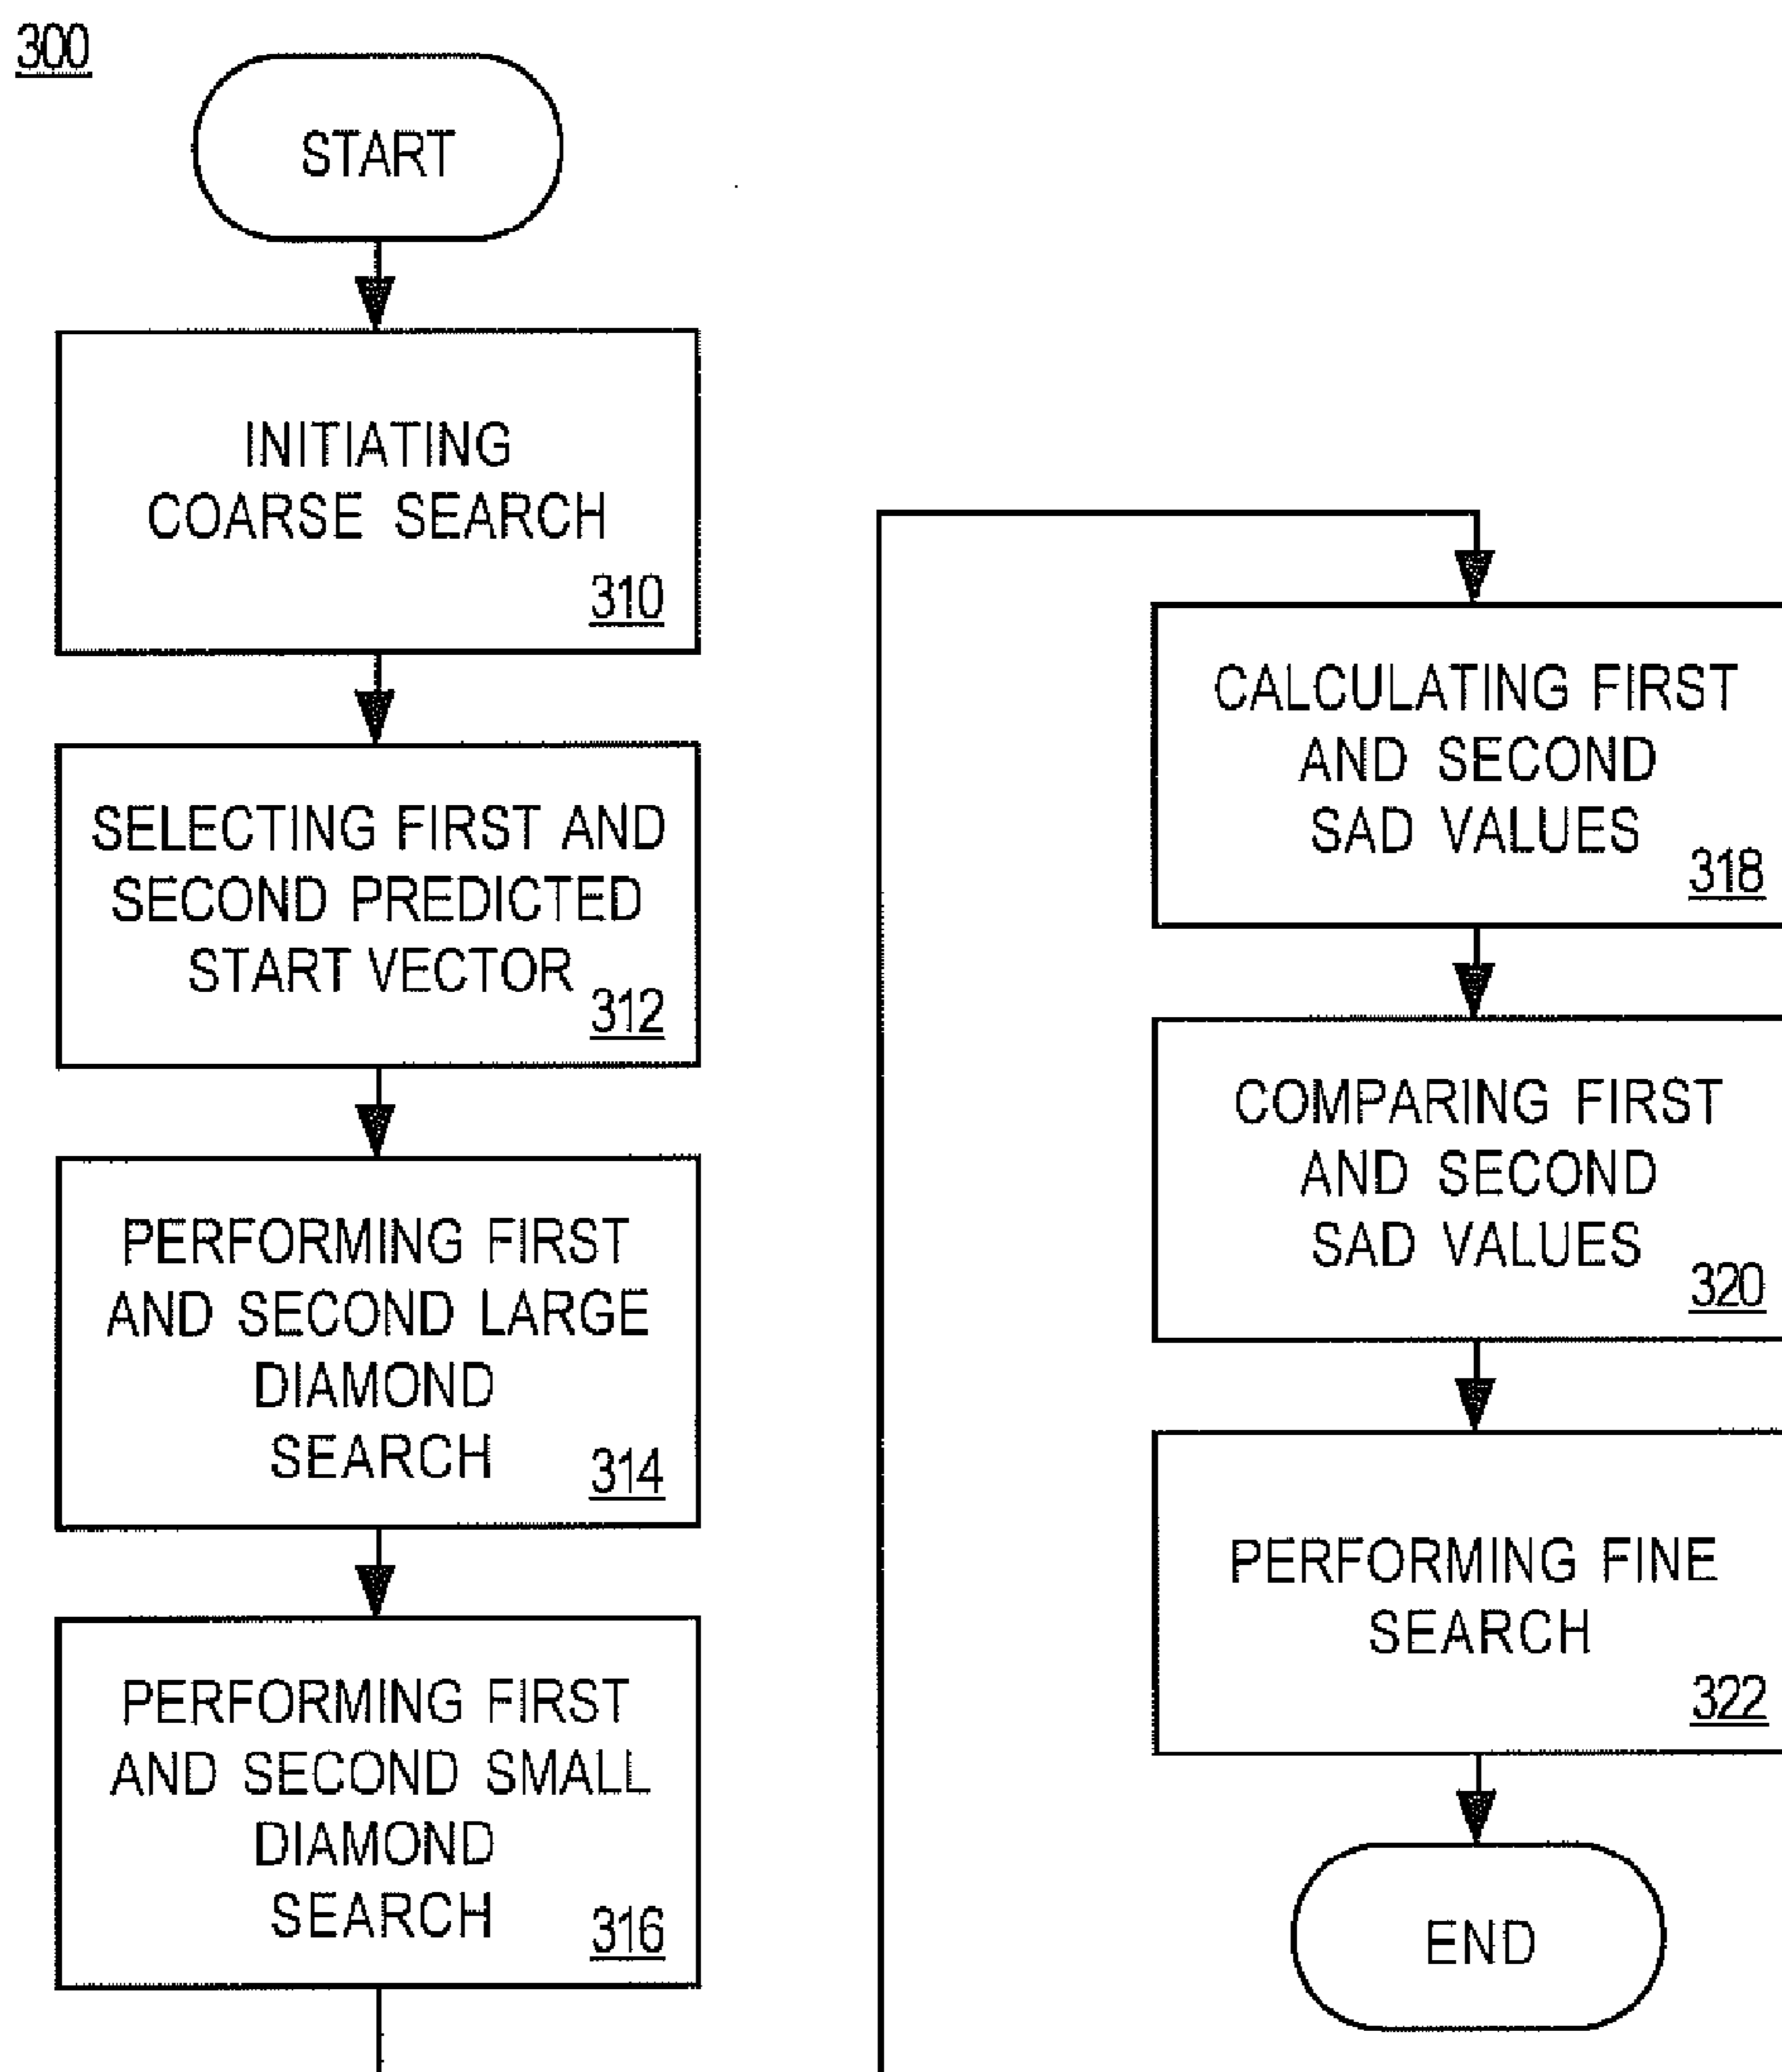 300
START
INITIATING
COARSE SEARCH
310
SELECTING FIRST AND
SECOND PREDICTED
START VECTOR
312
PERFORMING FIRST
AND SECOND LARGE
DIAMOND
SEARCH
314
PERFORMING FIRST
AND SECOND SMALL
DIAMOND
SEARCH
316
CALCULATING FIRST
AND SECOND
SAD VALUES
318
COMPARING FIRST
AND SECOND
SAD VALUES
320
PERFORMING FINE
SEARCH
322
END